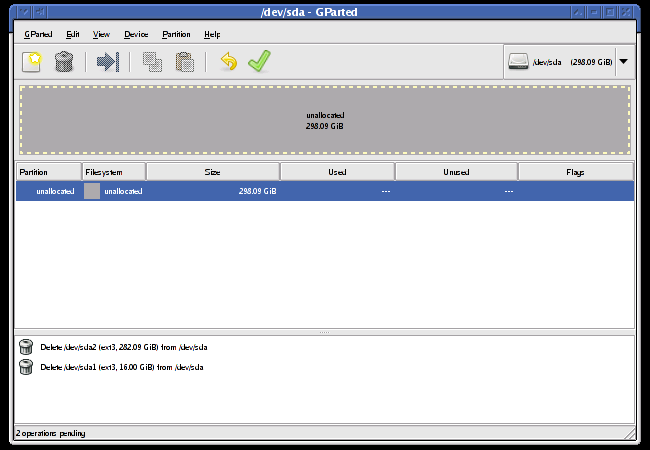 /dev/sda - GParted
GParted Edit View Device Partition Help
/dev/sda (298.09 GiB)
unallocated
298.09 GiB
Partition Filesystem Size Used Unused Flags
unallocated unallocated 298.09 GiB --- ---
Delete /dev/sda2 (ext3, 282.09 GiB) from /dev/sda
Delete /dev/sda1 (ext3, 16.00 GiB) from /dev/sda
2 operations pending